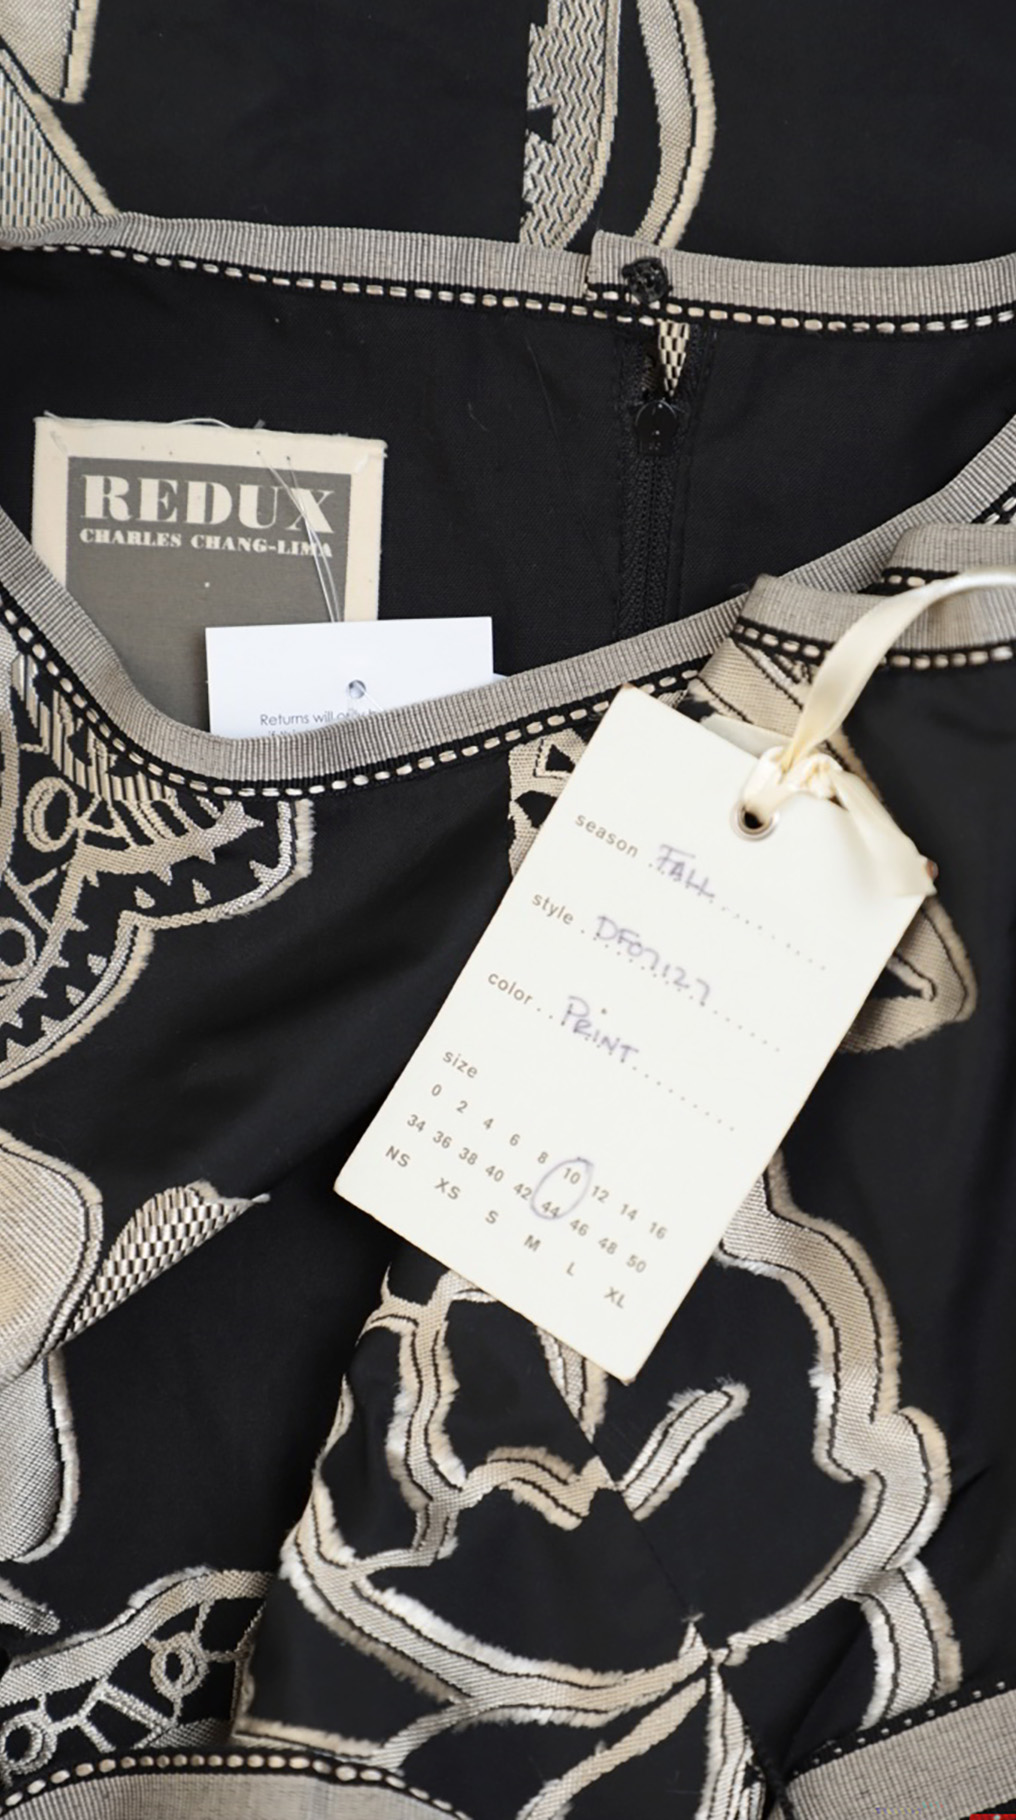 REDUX
CHARLES CHANG-LIMA
Returns will only b
season FALL
style DF07127
color PRINT
size
0 2 4 6 8 10 12 14 16
34 36 38 40 42 44 46 48 50
NS XS S M L XL